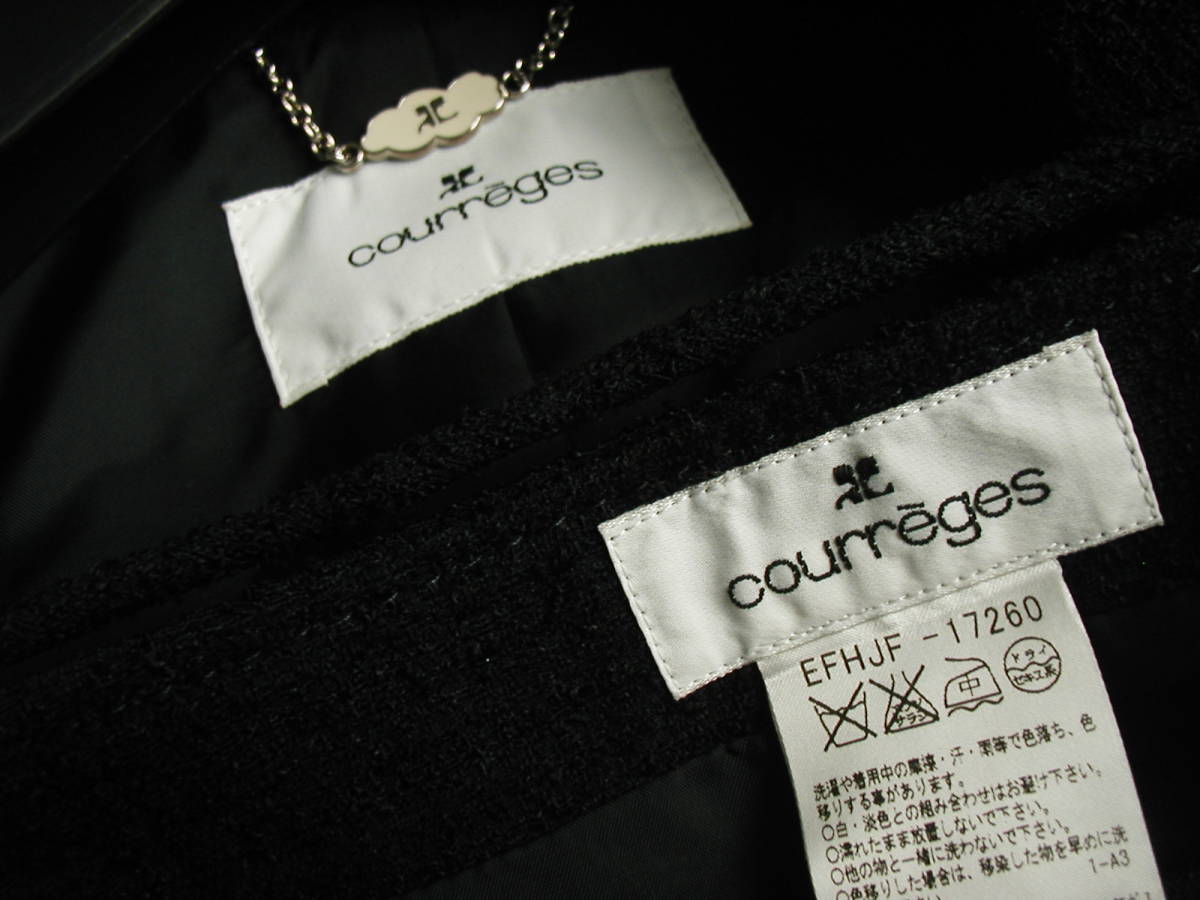 courrēges
courrēges
EFHJF -17260
中
ドライ
セキス系
洗濯や着用中の摩擦・汗・雨等で色落ち、色
移りする事があります。
○白・淡色との組み合わせはお避け下さい。
○濡れたまま放置しないで下さい。
○他の物と一緒に洗わないで下さい。
○色移りした場合は、移染した物を早めに洗
1-A3